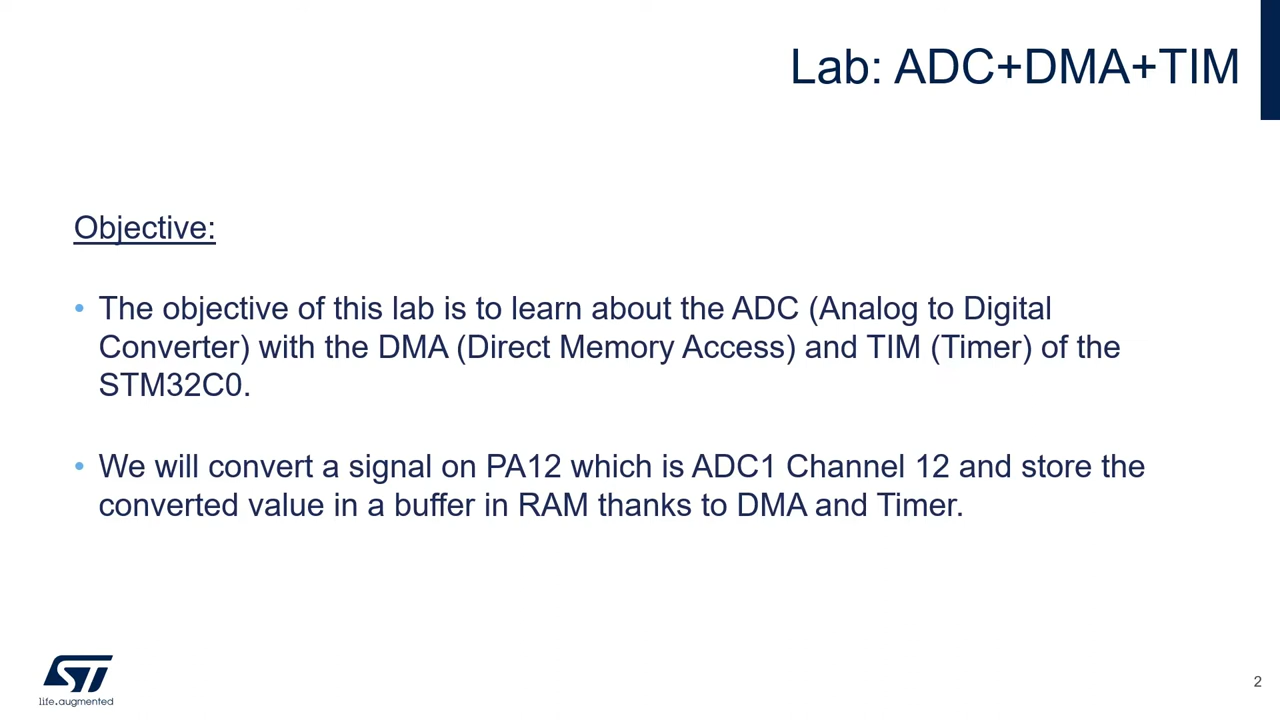 Lab: ADC+DMA+TIM
Objective:
• The objective of this lab is to learn about the ADC (Analog to Digital
Converter) with the DMA (Direct Memory Access) and TIM (Timer) of the
STM32C0.
• We will convert a signal on PA12 which is ADC1 Channel 12 and store the
converted value in a buffer in RAM thanks to DMA and Timer.
ST
life.augmented
2